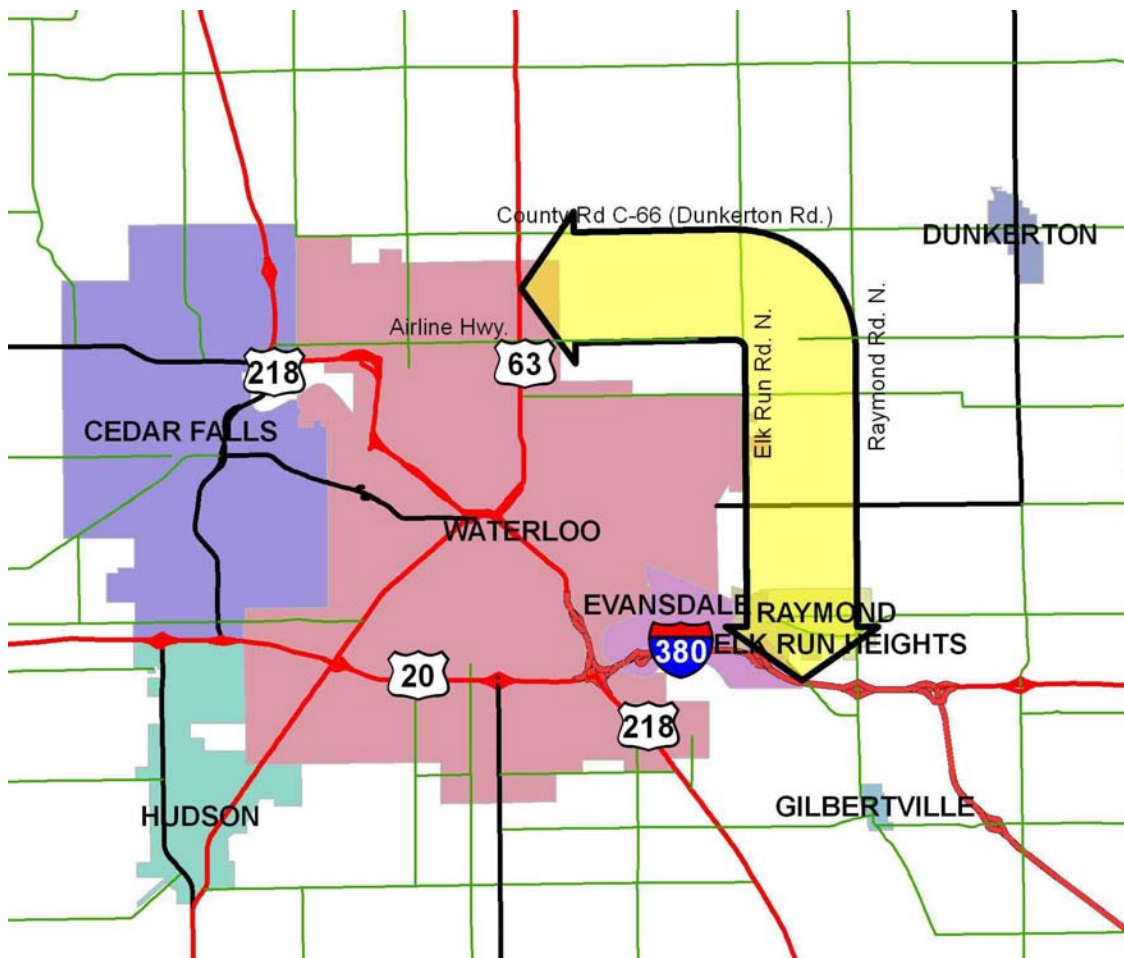 County Rd C-66 (Dunkerton Rd.)
DUNKERTON
Airline Hwy.
Elk Run Rd. N.
Raymond Rd. N.
63
218
CEDAR FALLS
WATERLOO
EVANSDALE
RAYMOND
ELK RUN HEIGHTS
380
20
218
HUDSON
GILBERTVILLE